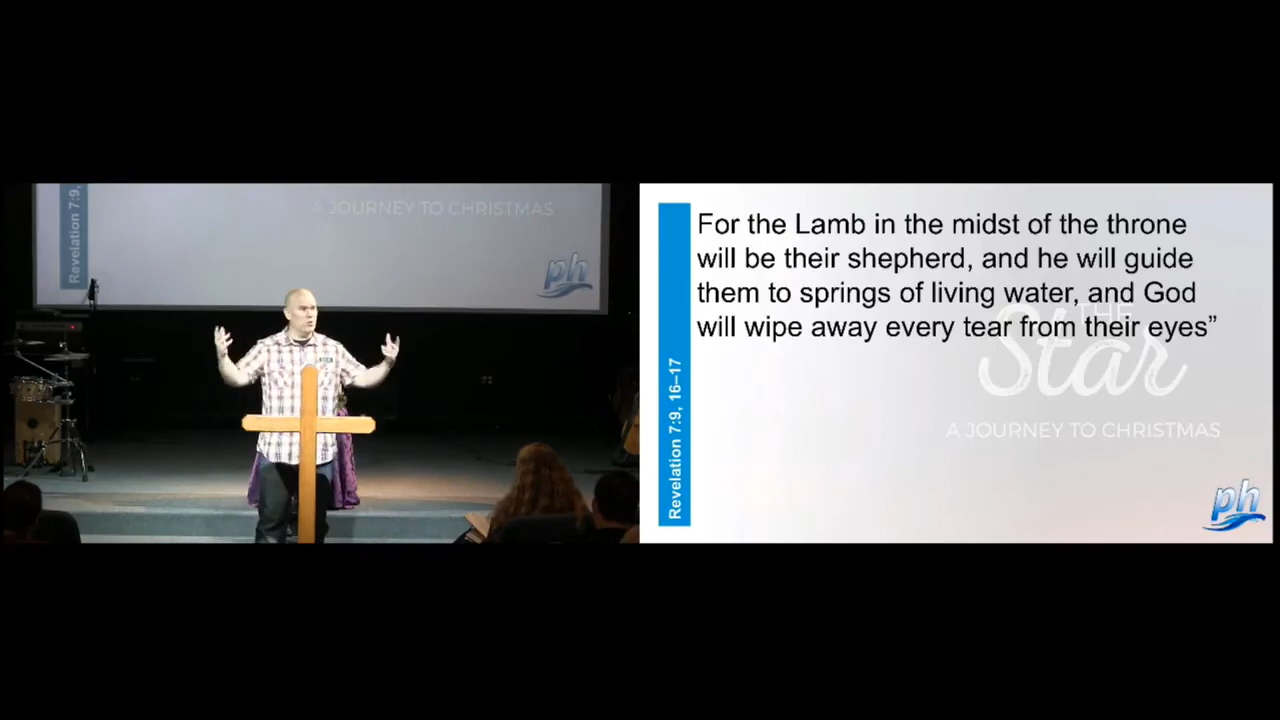 Revelation 7:9,
A JOURNEY TO CHRISTMAS
ph
For the Lamb in the midst of the throne
will be their shepherd, and he will guide
them to springs of living water, and God
will wipe away every tear from their eyes”
Revelation 7:9, 16–17
THE
Star
A JOURNEY TO CHRISTMAS
ph